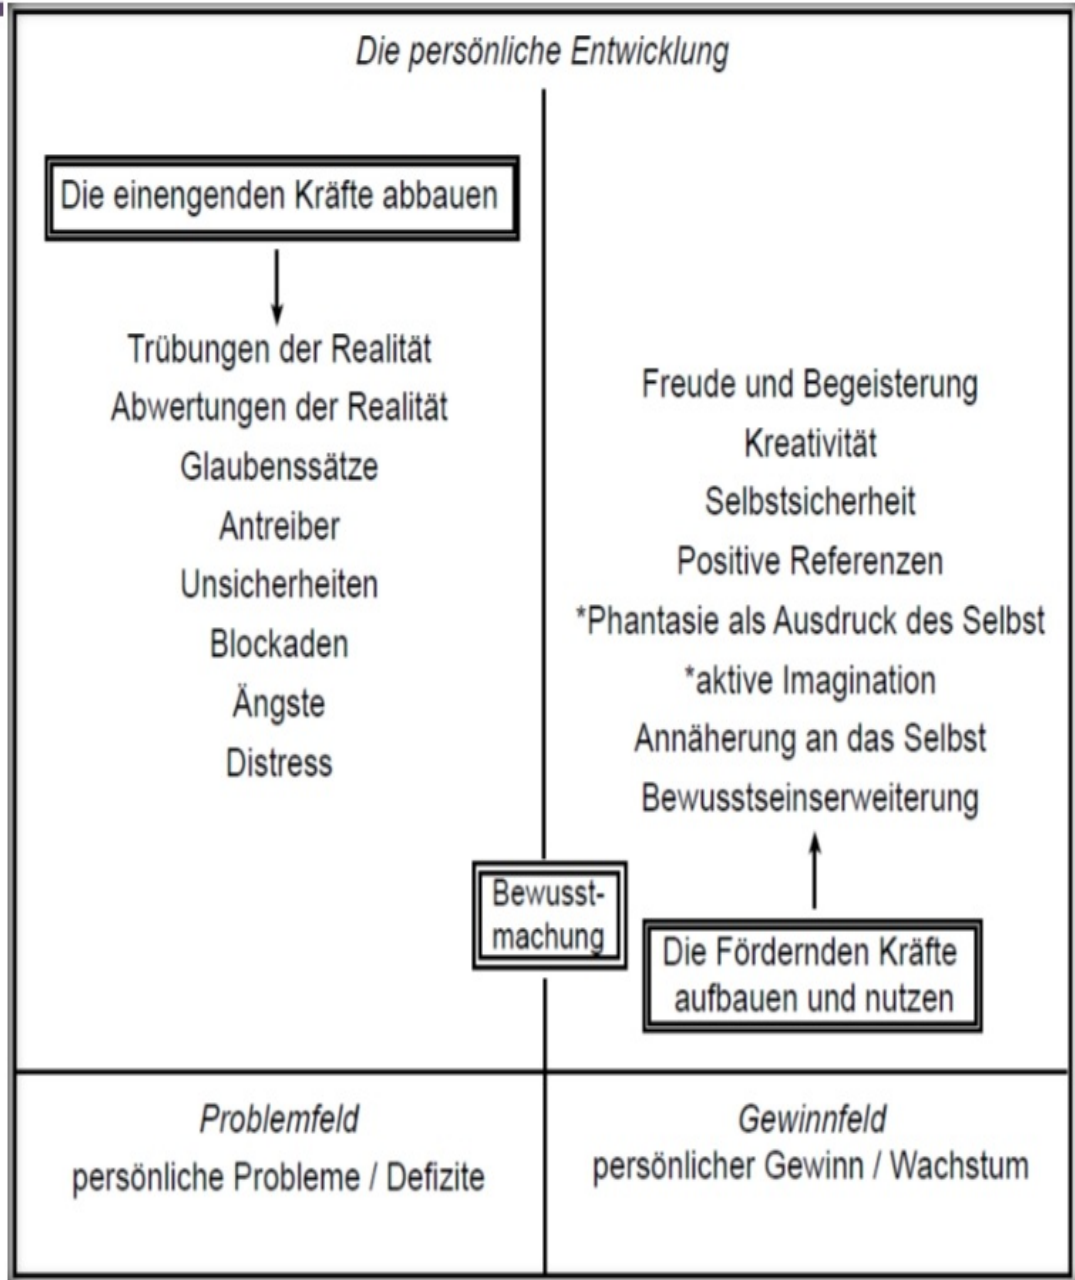 Die persönliche Entwicklung
Die einengenden Kräfte abbauen
Trübungen der Realität
Abwertungen der Realität
Glaubenssätze
Antreiber
Unsicherheiten
Blockaden
Ängste
Distress
Freude und Begeisterung
Kreativität
Selbstsicherheit
Positive Referenzen
*Phantasie als Ausdruck des Selbst
*aktive Imagination
Annäherung an das Selbst
Bewusstseinserweiterung
Bewusst-
machung
Die Fördernden Kräfte
aufbauen und nutzen
Problemfeld
persönliche Probleme / Defizite
Gewinnfeld
persönlicher Gewinn / Wachstum